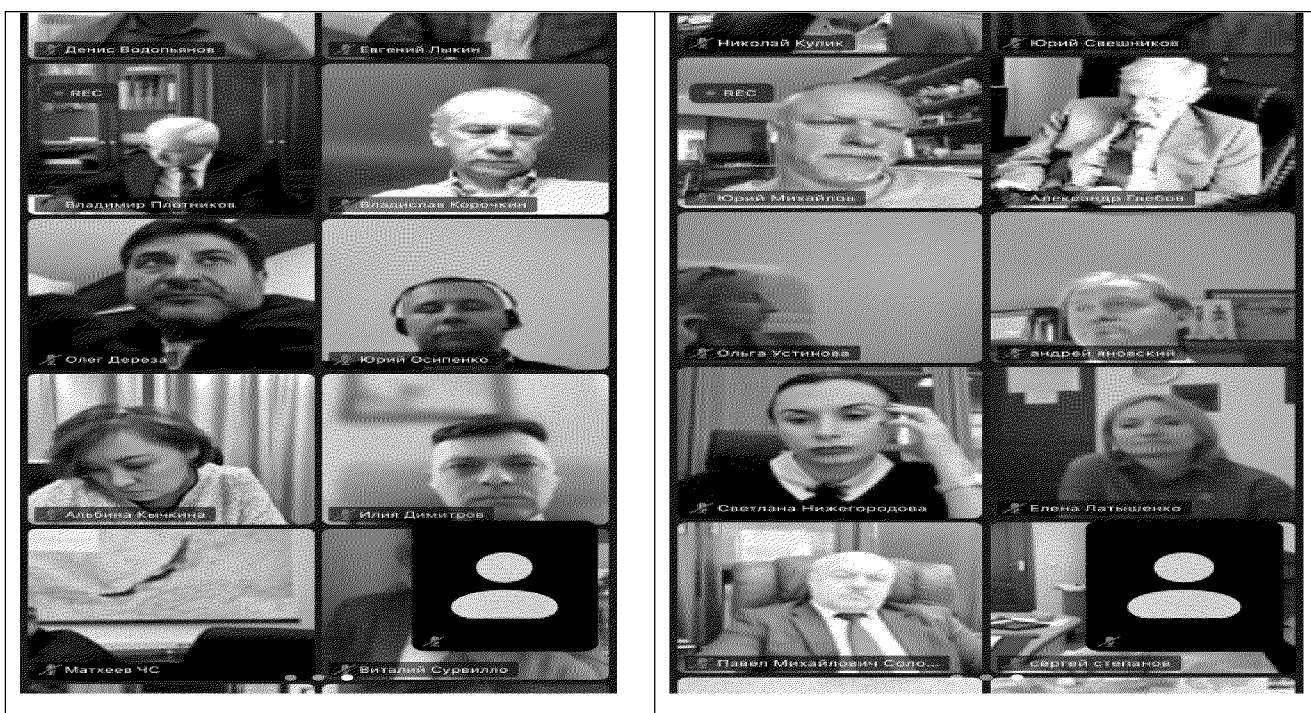 Денис Водопьянов
Евгений Лыкин
REC
Владимир Плотников
Владислав Корочкин
Олег Дереза
Юрий Осипенко
Альбина Кычкина
Илия Димитров
Матхеев ЧС
Виталий Сурвилло
Николай Кулик
Юрий Свешников
REC
Юрий Михайлов
Александр Глебов
Ольга Устинова
андрей яновский
Светлана Нижегородова
Елена Латышенко
Павел Михайлович Соло...
сергей степанов